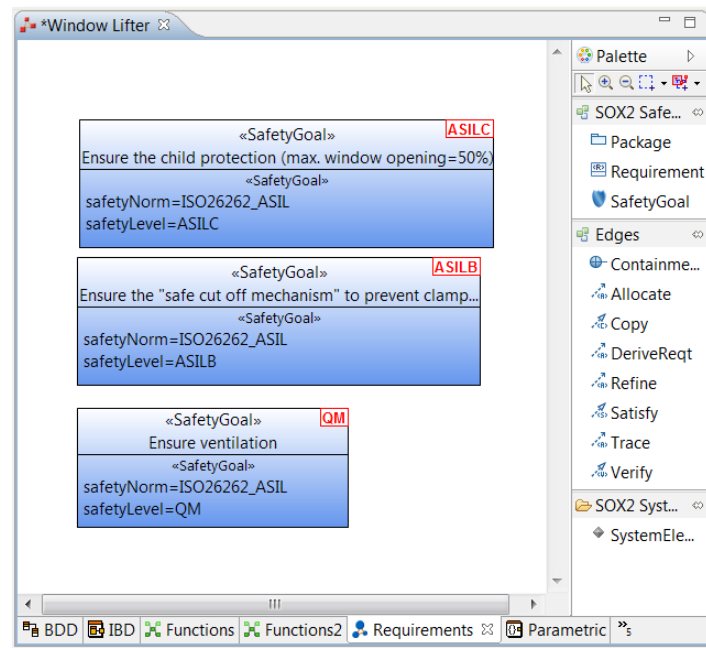 *Window Lifter
Palette
SOX2 Safe...
Package
Requirement
SafetyGoal
Edges
Containme...
Allocate
Copy
DeriveReqt
Refine
Satisfy
Trace
Verify
SOX2 Syst...
SystemEle...
ASILC
«SafetyGoal»
Ensure the child protection (max. window opening=50%)
«SafetyGoal»
safetyNorm=ISO26262_ASIL
safetyLevel=ASILC
ASILB
«SafetyGoal»
Ensure the "safe cut off mechanism" to prevent clamp...
«SafetyGoal»
safetyNorm=ISO26262_ASIL
safetyLevel=ASILB
QM
«SafetyGoal»
Ensure ventilation
«SafetyGoal»
safetyNorm=ISO26262_ASIL
safetyLevel=QM
BDD IBD Functions Functions2 Requirements Parametric »5